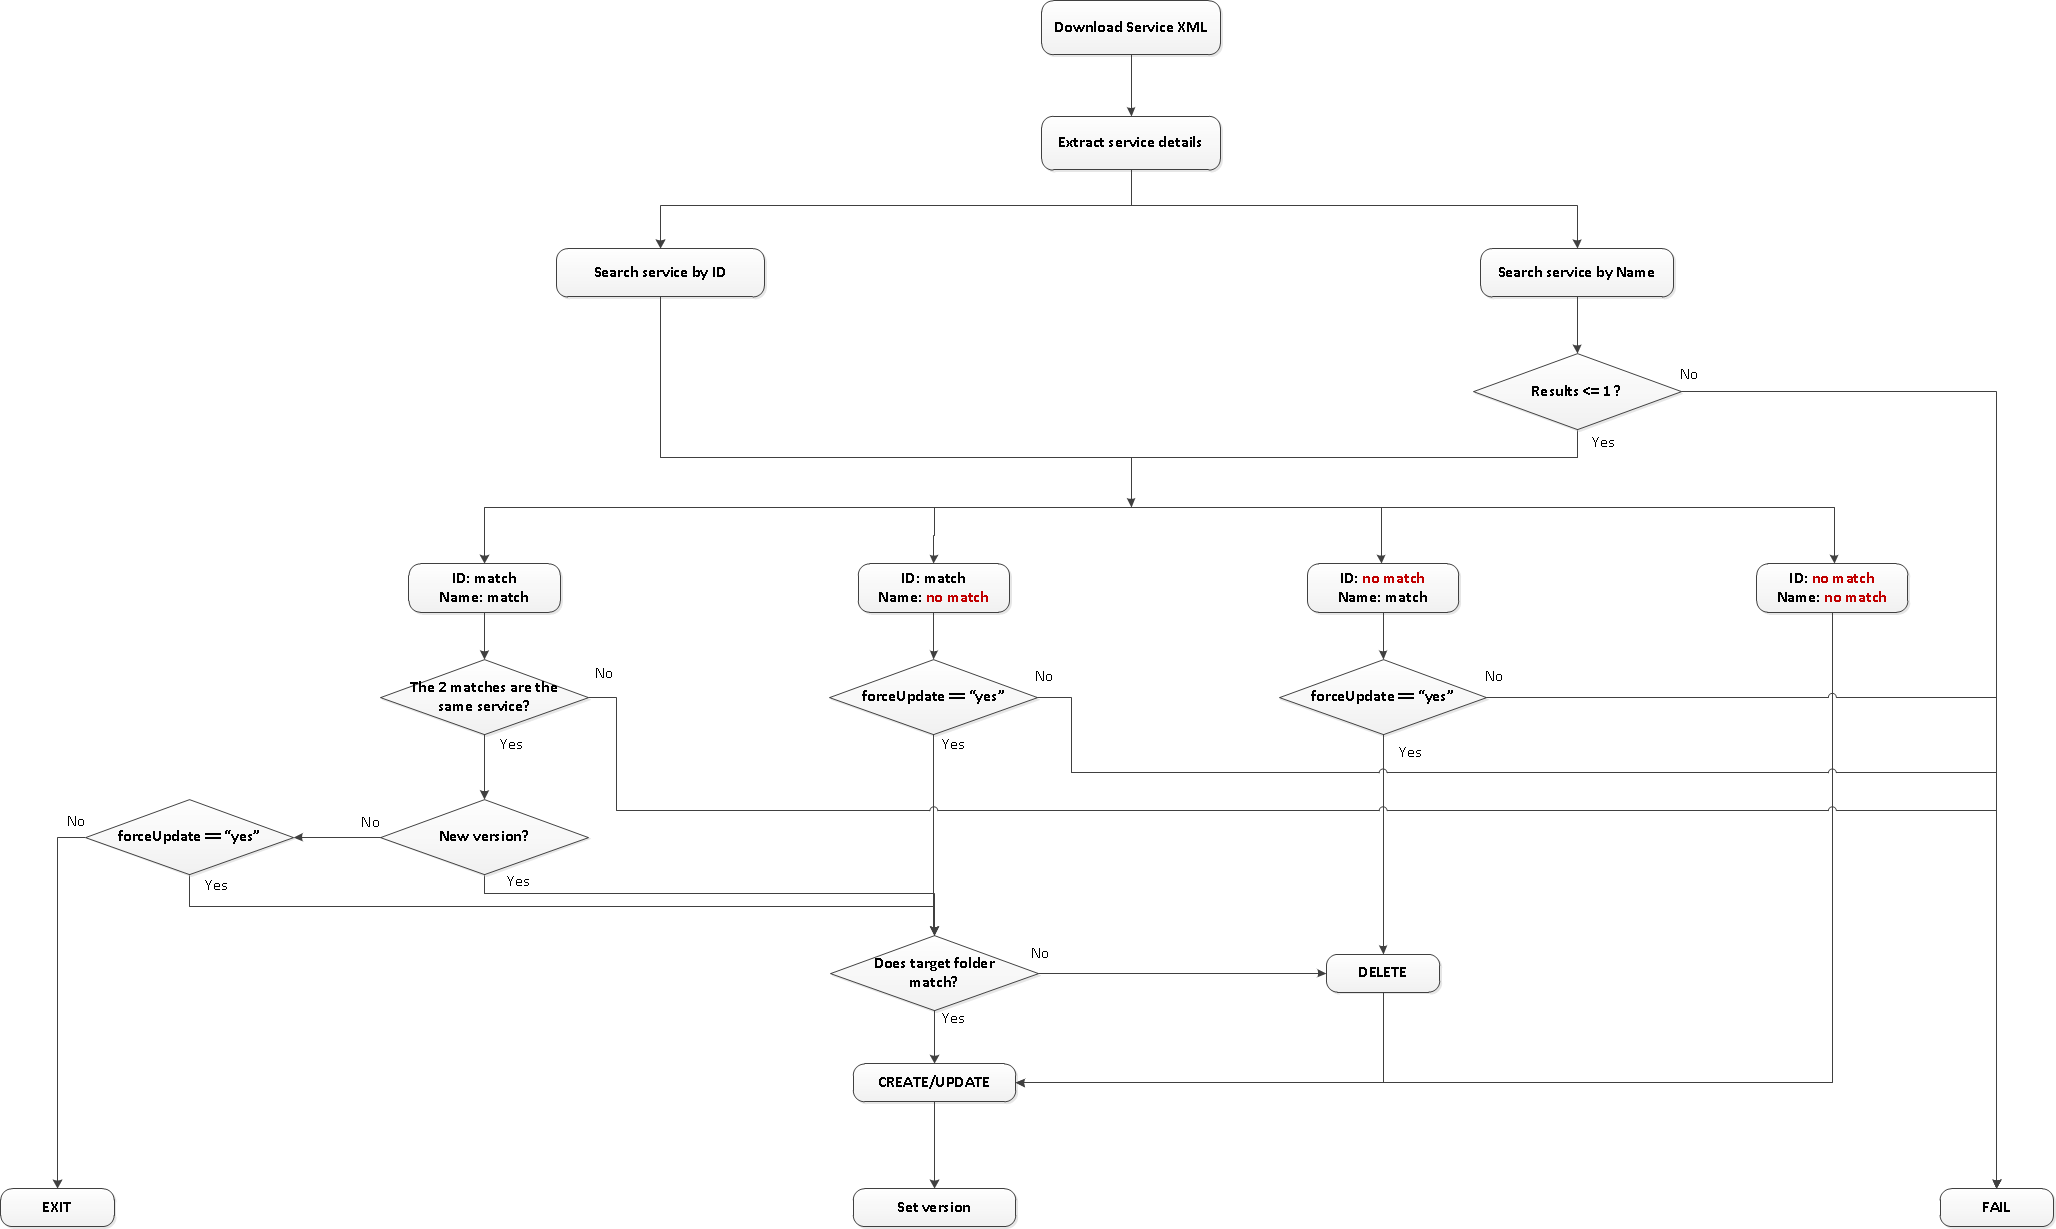 Download Service XML
Extract service details
Search service by ID
Search service by Name
Results <= 1 ?
No
Yes
ID: match
Name: match
ID: match
Name: no match
ID: no match
Name: match
ID: no match
Name: no match
The 2 matches are the
same service?
No
Yes
forceUpdate == “yes”
No
Yes
forceUpdate == “yes”
No
Yes
forceUpdate == “yes”
No
Yes
New version?
No
Yes
Does target folder
match?
No
Yes
DELETE
CREATE/UPDATE
EXIT
Set version
FAIL